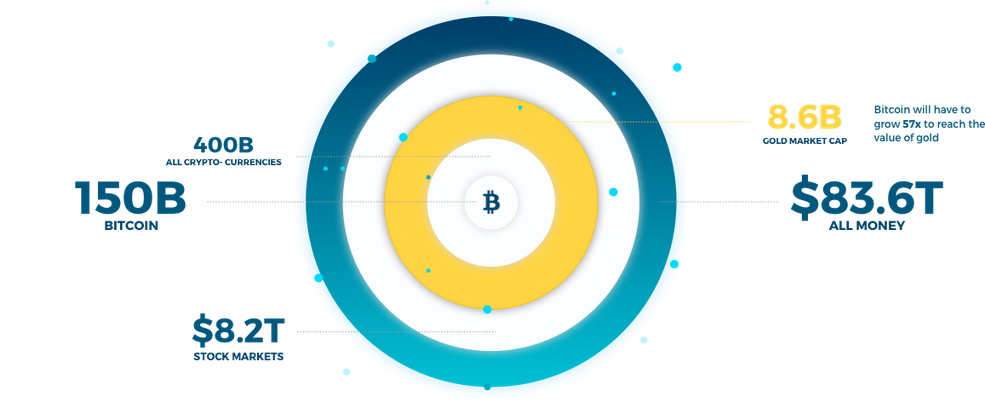 400B
ALL CRYPTO- CURRENCIES
150B
BITCOIN
$8.2T
STOCK MARKETS
8.6B
GOLD MARKET CAP
Bitcoin will have to
grow 57x to reach the
value of gold
$83.6T
ALL MONEY